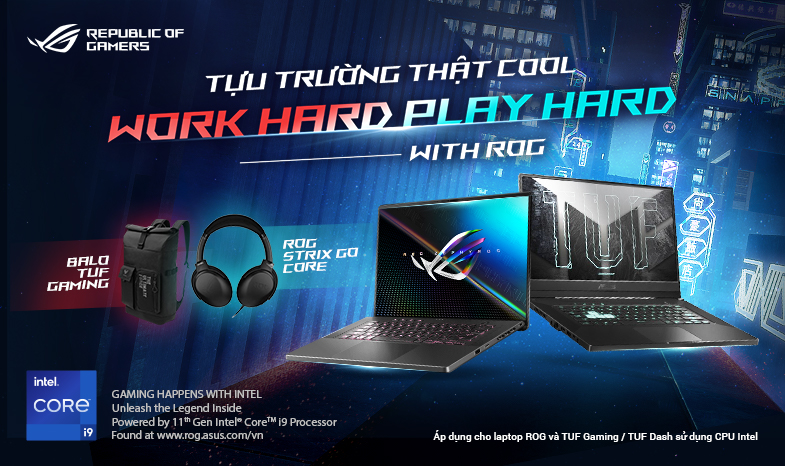 REPUBLIC OF
GAMERS
TỰU TRƯỜNG THẬT COOL
WORK HARD PLAY HARD
WITH ROG
BALO
TUF
GAMING
ROG
STRIX GO
CORE
TUF
intel.
CORE
i9
GAMING HAPPENS WITH INTEL
Unleash the Legend Inside
Powered by 11th Gen Intel® Core™ i9 Processor
Found at www.rog.asus.com/vn
Áp dụng cho laptop ROG và TUF Gaming / TUF Dash sử dụng CPU Intel